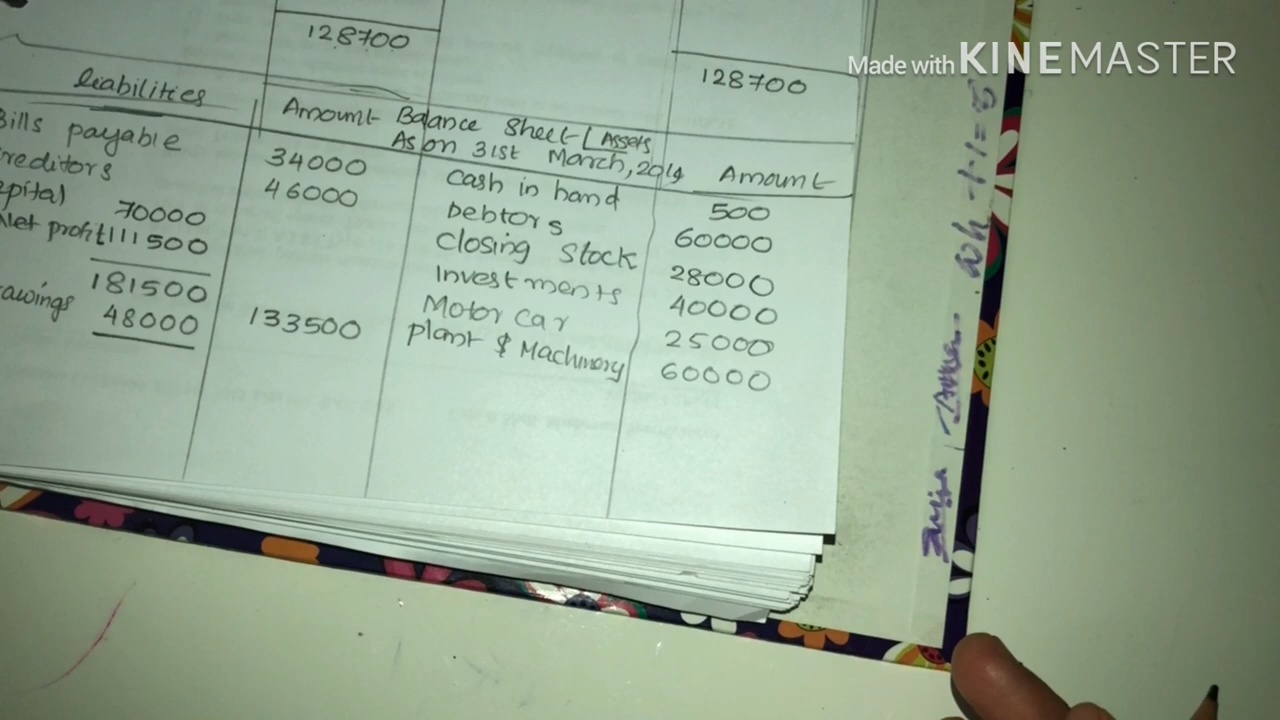 128700
128700
Made with KINEMASTER
Liabilities Amount Balance Sheet Assets Amount
As on 31st March, 2014
Bills payable 34000 Cash in hand 500
reditors 46000 Debtors 60000
apital 70000 Closing Stock 28000
Net profit 111500 Investments 40000
181500 Motor car 25000
rawings 48000 133500 plant & Machinery 60000